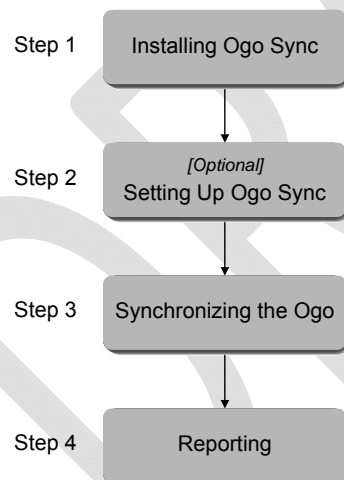 Step 1
Installing Ogo Sync
Step 2
[Optional]
Setting Up Ogo Sync
Step 3
Synchronizing the Ogo
Step 4
Reporting